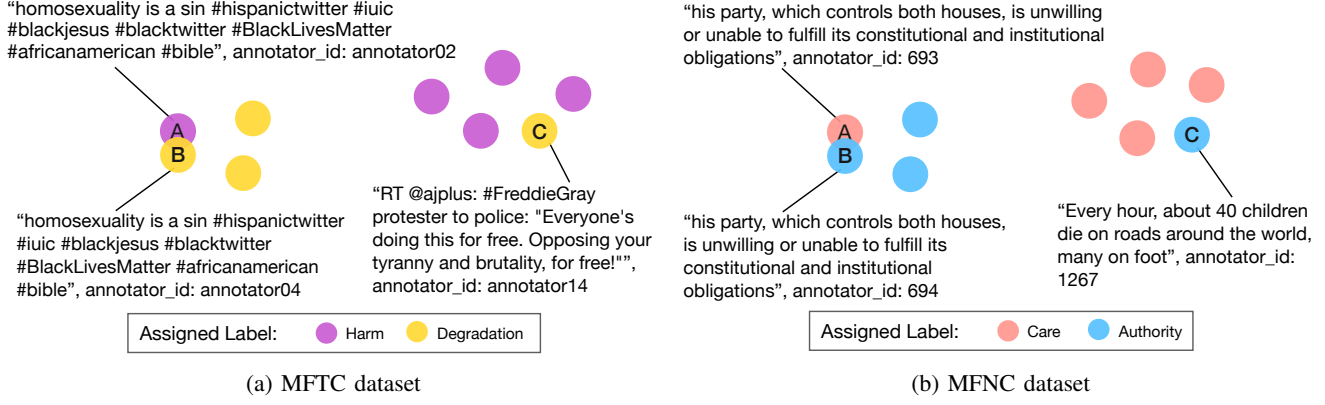 “homosexuality is a sin #hispanictwitter #iuic
#blackjesus #blacktwitter #BlackLivesMatter
#africanamerican #bible”, annotator_id: annotator02
A
B
C
“homosexuality is a sin #hispanictwitter
#iuic #blackjesus #blacktwitter
#BlackLivesMatter #africanamerican
#bible”, annotator_id: annotator04
“RT @ajplus: #FreddieGray
protester to police: "Everyone's
doing this for free. Opposing your
tyranny and brutality, for free!"”,
annotator_id: annotator14
Assigned Label: Harm Degradation
(a) MFTC dataset
“his party, which controls both houses, is unwilling
or unable to fulfill its constitutional and institutional
obligations”, annotator_id: 693
A
B
C
“his party, which controls both houses,
is unwilling or unable to fulfill its
constitutional and institutional
obligations”, annotator_id: 694
“Every hour, about 40 children
die on roads around the world,
many on foot”, annotator_id:
1267
Assigned Label: Care Authority
(b) MFNC dataset